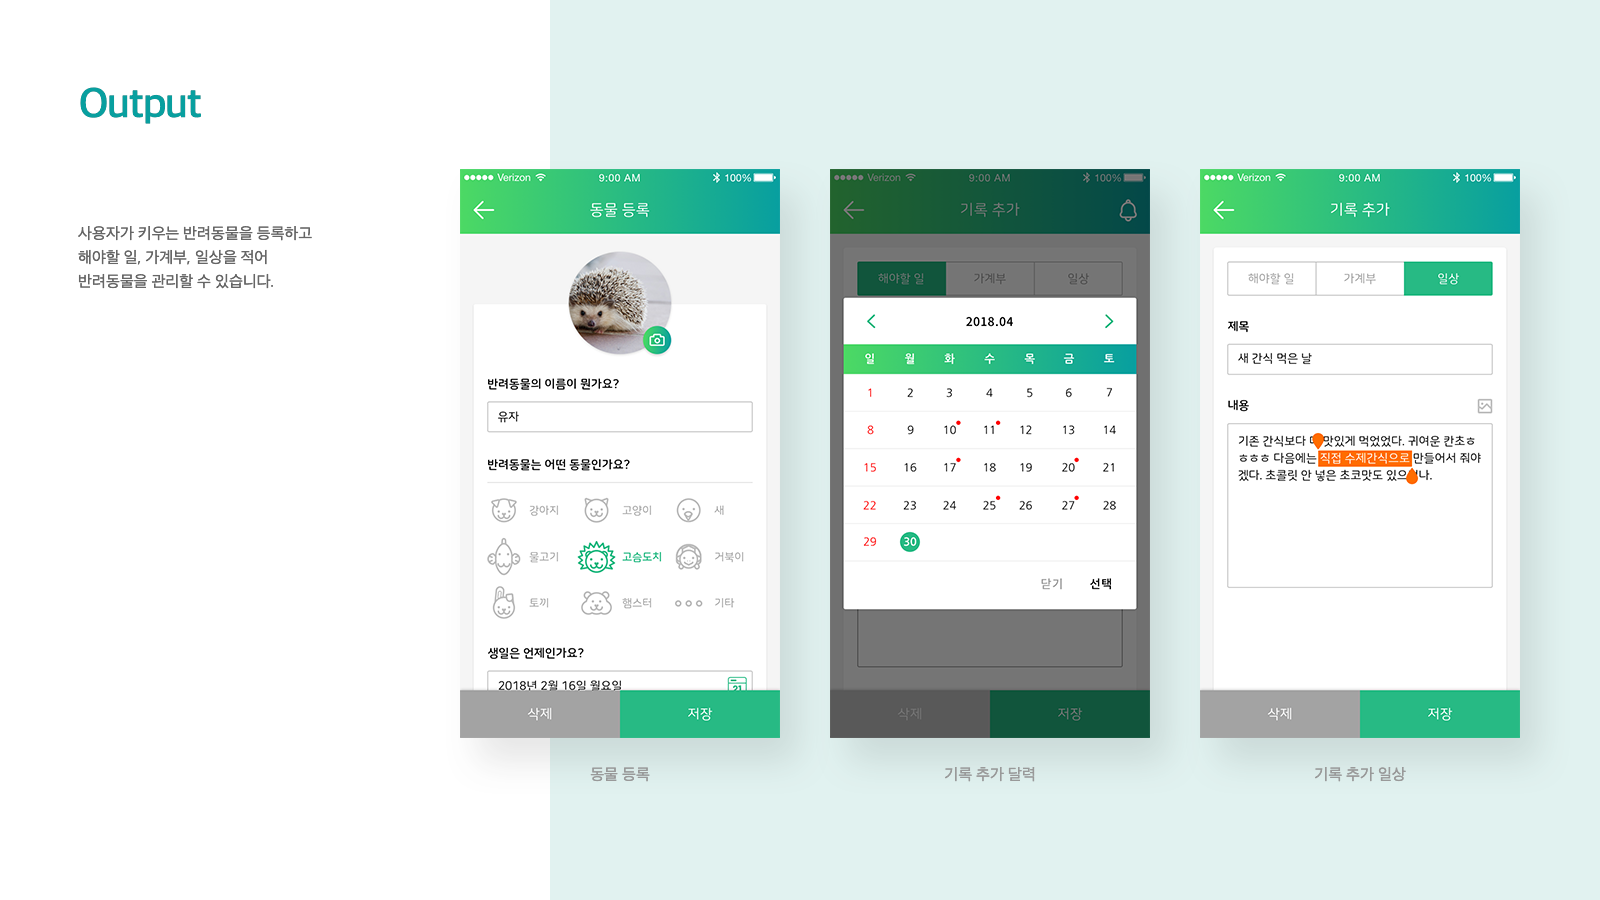 Output
사용자가 키우는 반려동물을 등록하고
해야할 일, 가계부, 일상을 적어
반려동물을 관리할 수 있습니다.
Verizon 9:00 AM 100%
동물 등록
반려동물의 이름이 뭔가요?
유자
반려동물는 어떤 동물인가요?
강아지 고양이 새
물고기 고슴도치 거북이
토끼 햄스터 기타
생일은 언제인가요?
2018년 2월 16일 월요일 21
삭제 저장
동물 등록
Verizon 9:00 AM 100%
기록 추가
해야할 일 가계부 일상
2018.04
일 월 화 수 목 금 토
1 2 3 4 5 6 7
8 9 10 11 12 13 14
15 16 17 18 19 20 21
22 23 24 25 26 27 28
29 30
닫기 선택
삭제 저장
기록 추가 달력
Verizon 9:00 AM 100%
기록 추가
해야할 일 가계부 일상
제목
새 간식 먹은 날
내용
기존 간식보다 맛있게 먹었었다. 귀여운 칸초ㅎ
ㅎㅎㅎ 다음에는 직접 수제간식으로 만들어서 줘야
겠다. 초콜릿 안 넣은 초코맛도 있으나.
삭제 저장
기록 추가 일상